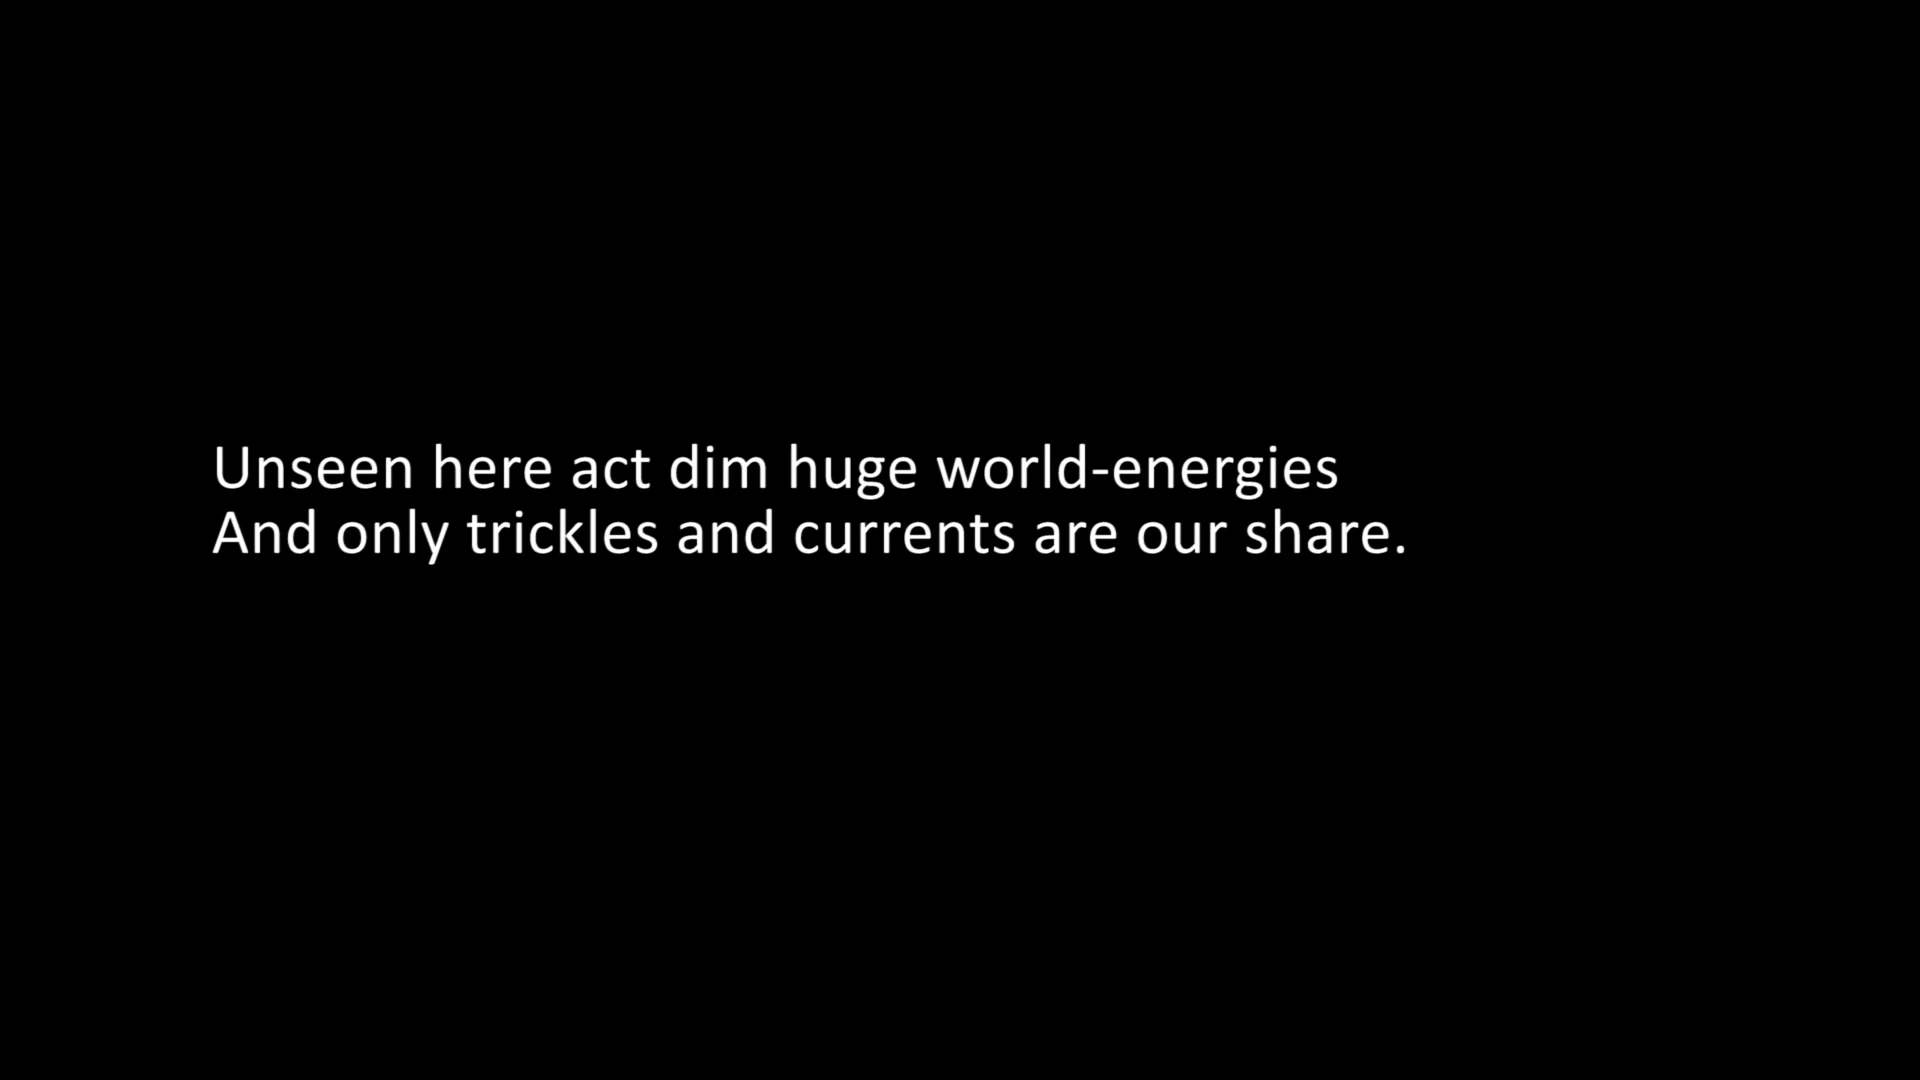 Unseen here act dim huge world-energies
And only trickles and currents are our share.